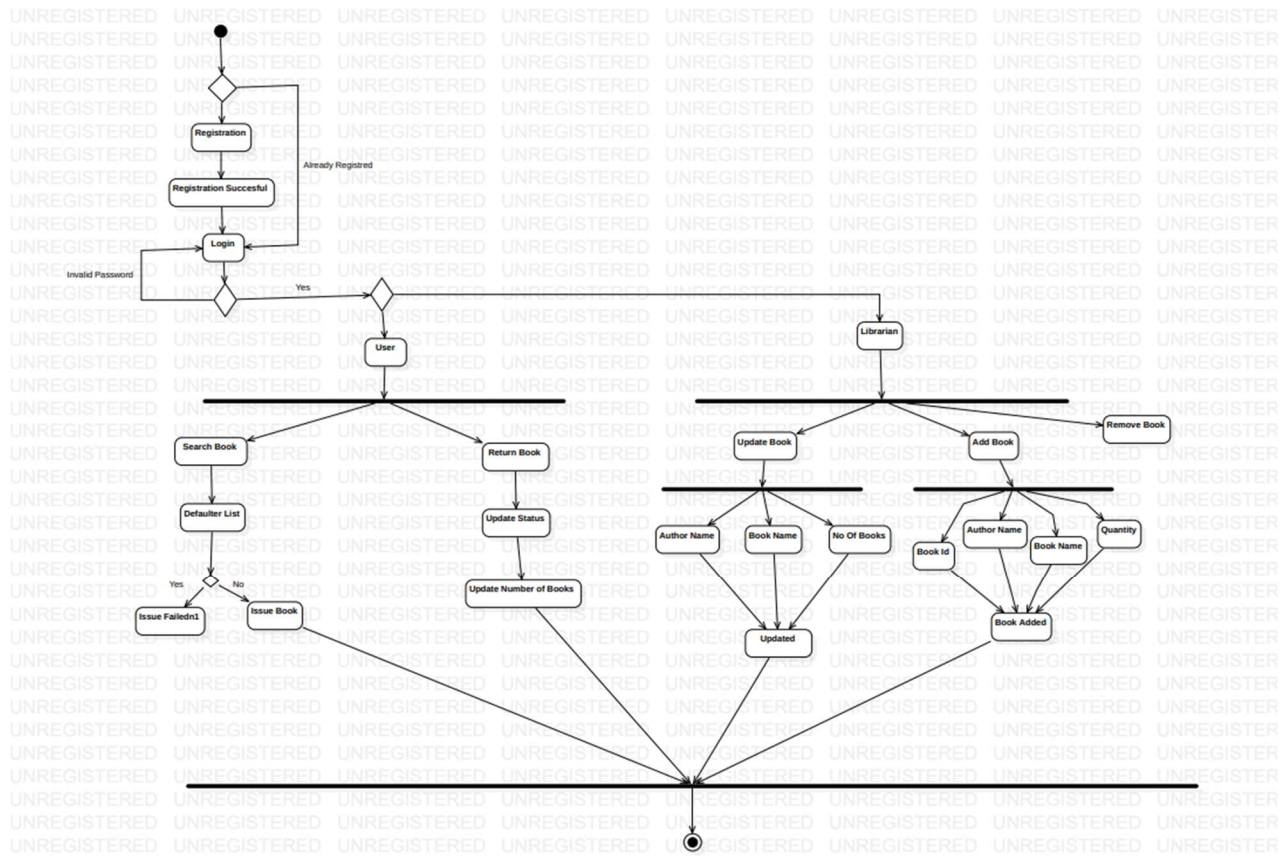 Registration
Already Registred
Registration Succesful
Login
Invalid Password
Yes
Librarian
User
Remove Book
Search Book
Return Book
Update Book
Add Book
Defaulter List
Update Status
Author Name
Book Name
No Of Books
Book Id
Author Name
Book Name
Quantity
Yes
No
Update Number of Books
Issue Failedn1
Issue Book
Updated
Book Added
UNREGISTERED